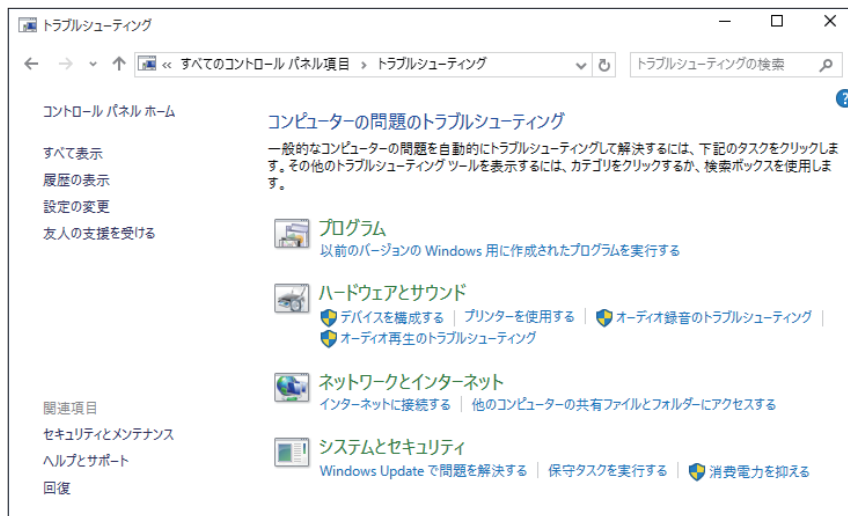 トラブルシューティング
« すべてのコントロール パネル項目 › トラブルシューティング
トラブルシューティングの検索
?
コントロール パネル ホーム
すべて表示
履歴の表示
設定の変更
友人の支援を受ける
コンピューターの問題のトラブルシューティング
一般的なコンピューターの問題を自動的にトラブルシューティングして解決するには、下記のタスクをクリックしま
す。その他のトラブルシューティング ツールを表示するには、カテゴリをクリックするか、検索ボックスを使用しま
す。
プログラム
以前のバージョンの Windows 用に作成されたプログラムを実行する
ハードウェアとサウンド
デバイスを構成する | プリンターを使用する | オーディオ録音のトラブルシューティング |
オーディオ再生のトラブルシューティング
ネットワークとインターネット
インターネットに接続する | 他のコンピューターの共有ファイルとフォルダーにアクセスする
システムとセキュリティ
Windows Update で問題を解決する | 保守タスクを実行する | 消費電力を抑える
関連項目
セキュリティとメンテナンス
ヘルプとサポート
回復